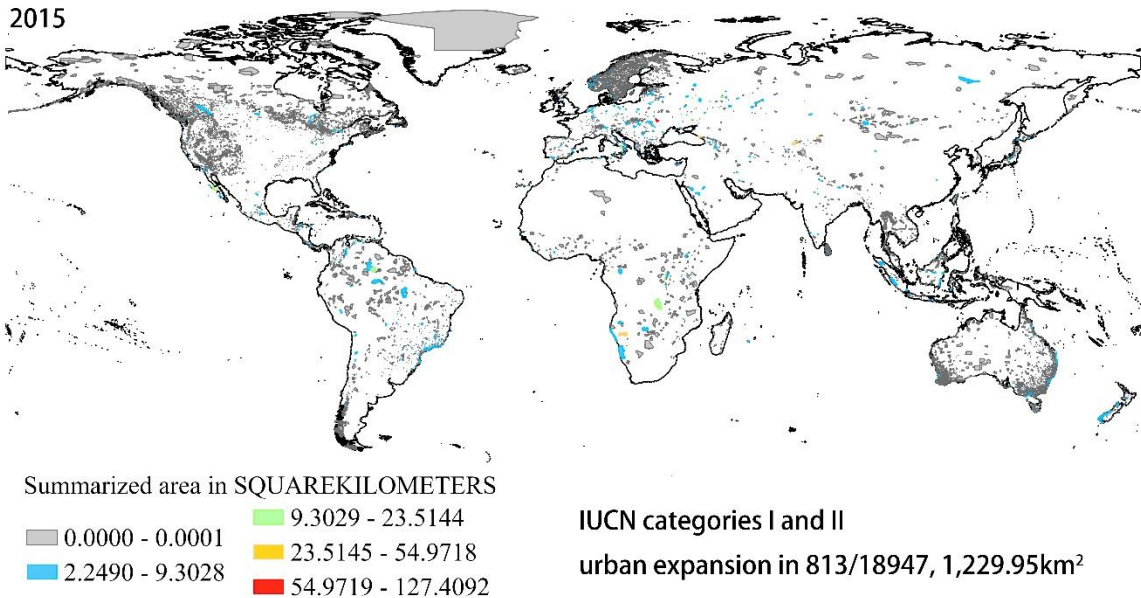 2015
Summarized area in SQUAREKILOMETERS
0.0000 - 0.0001
2.2490 - 9.3028
9.3029 - 23.5144
23.5145 - 54.9718
54.9719 - 127.4092
IUCN categories I and II
urban expansion in 813/18947, 1,229.95km²